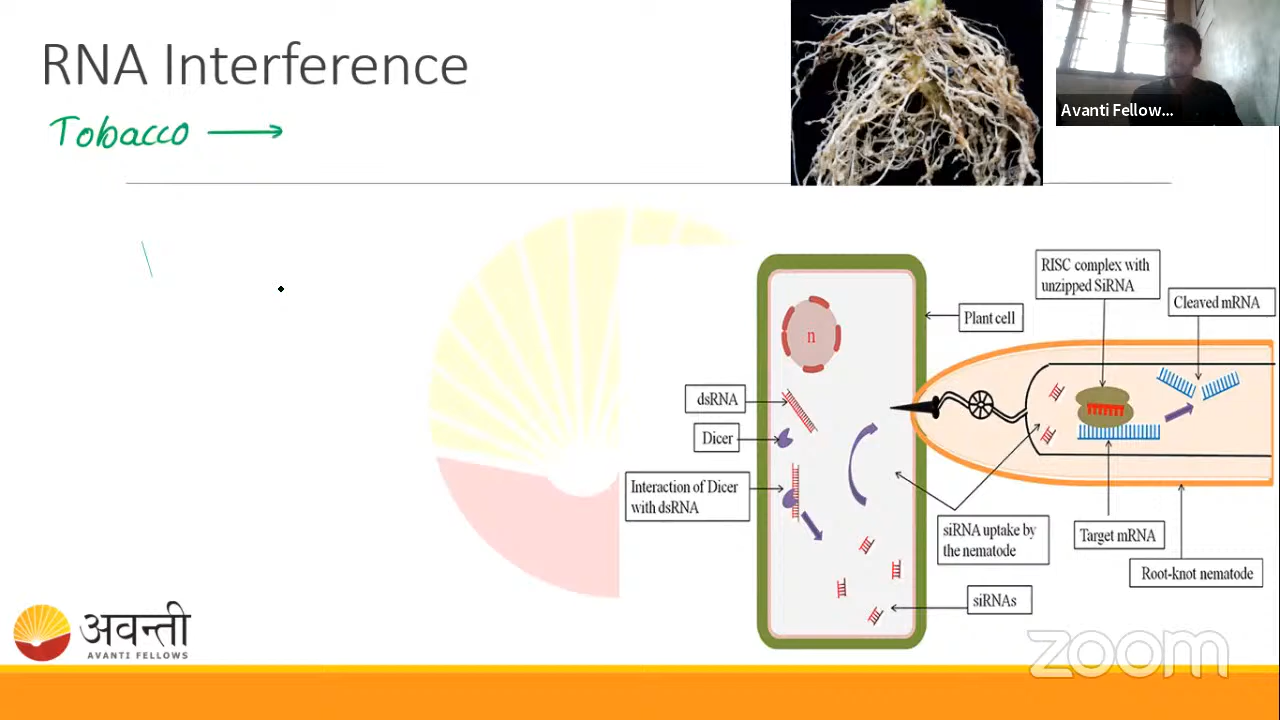 RNA Interference
Tobacco
Avanti Fellow...
RISC complex with
unzipped SiRNA
Cleaved mRNA
Plant cell
n
dsRNA
Dicer
Interaction of Dicer
with dsRNA
siRNA uptake by
the nematode
Target mRNA
Root-knot nematode
siRNAs
अवन्ती
AVANTI FELLOWS
zoom